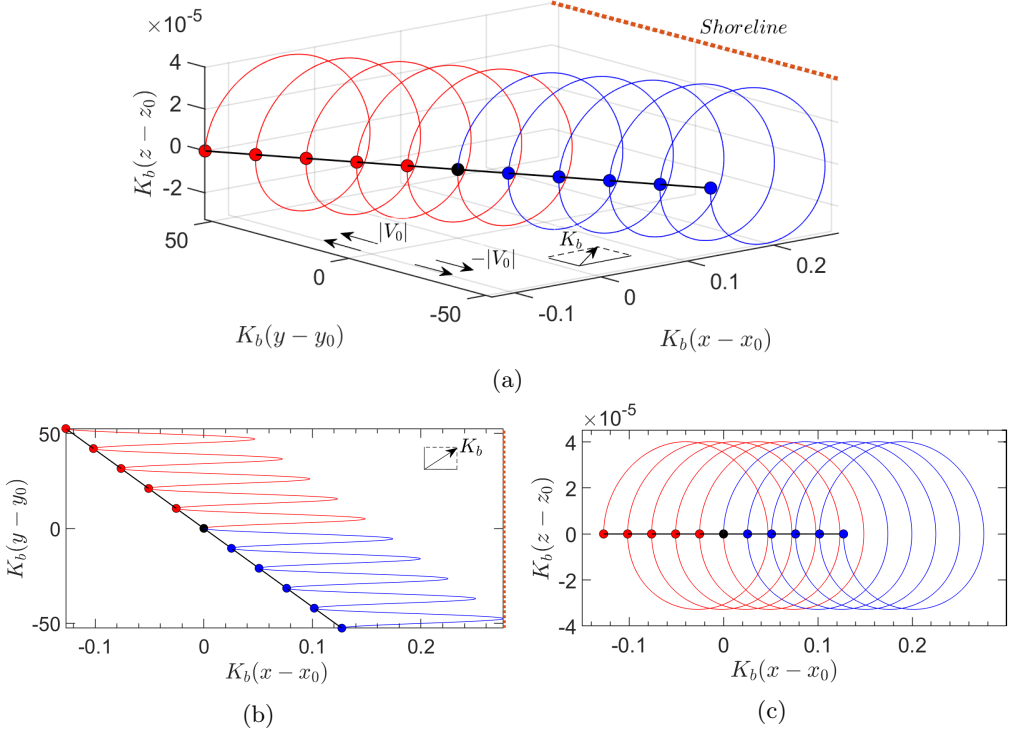 ×10⁻⁵
Shoreline
4
2
0
-2
K_b(z − z_0)
50
0
-50
|V_0|
−|V_0|
K_b
-0.1
0
0.1
0.2
K_b(y − y_0)
K_b(x − x_0)
(a)
50
0
-50
K_b(y − y_0)
K_b
-0.1
0
0.1
0.2
K_b(x − x_0)
(b)
×10⁻⁵
4
2
0
-2
-4
K_b(z − z_0)
-0.1
0
0.1
0.2
K_b(x − x_0)
(c)